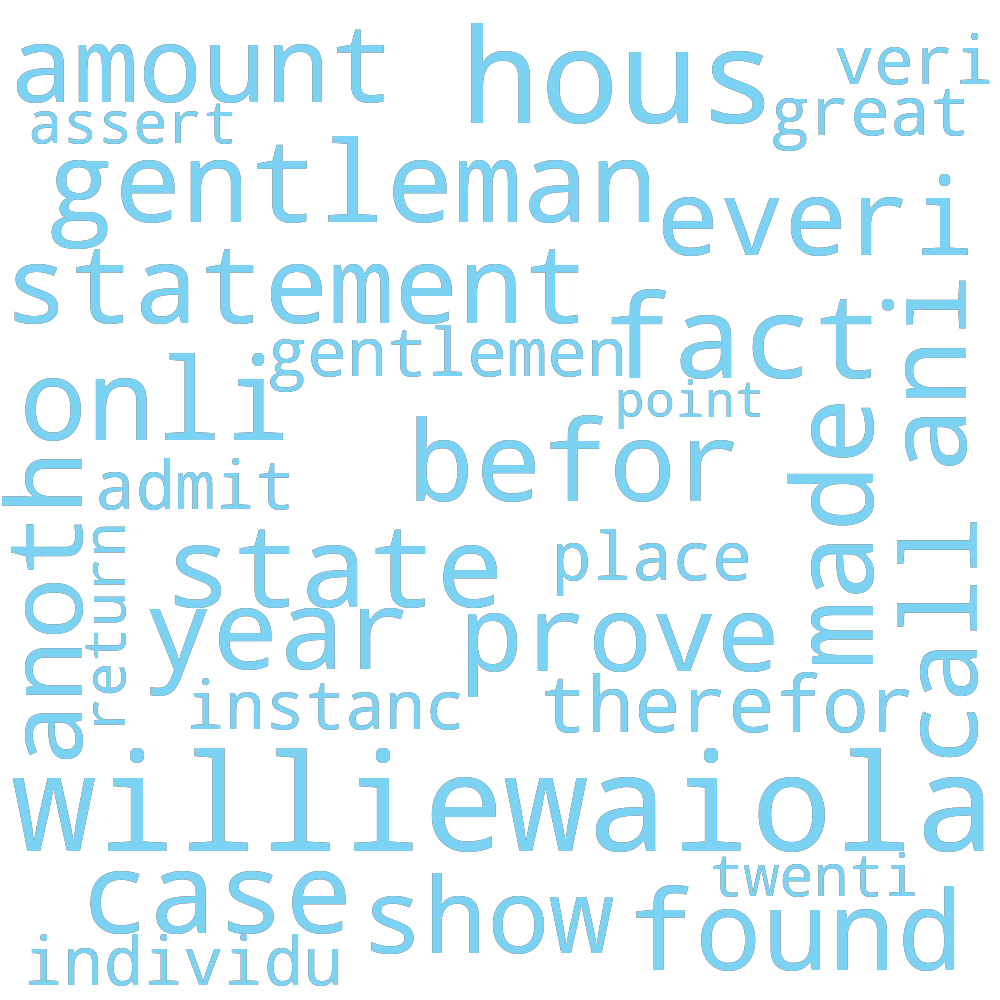 amount
hous
veri
assert
great
gentleman
everi
statement
fact
ani
gentlemen
onli
point
made
befor
admit
anoth
call
return
state
place
year
prove
instanc
therefor
williewaiola
case
twenti
show
found
individu